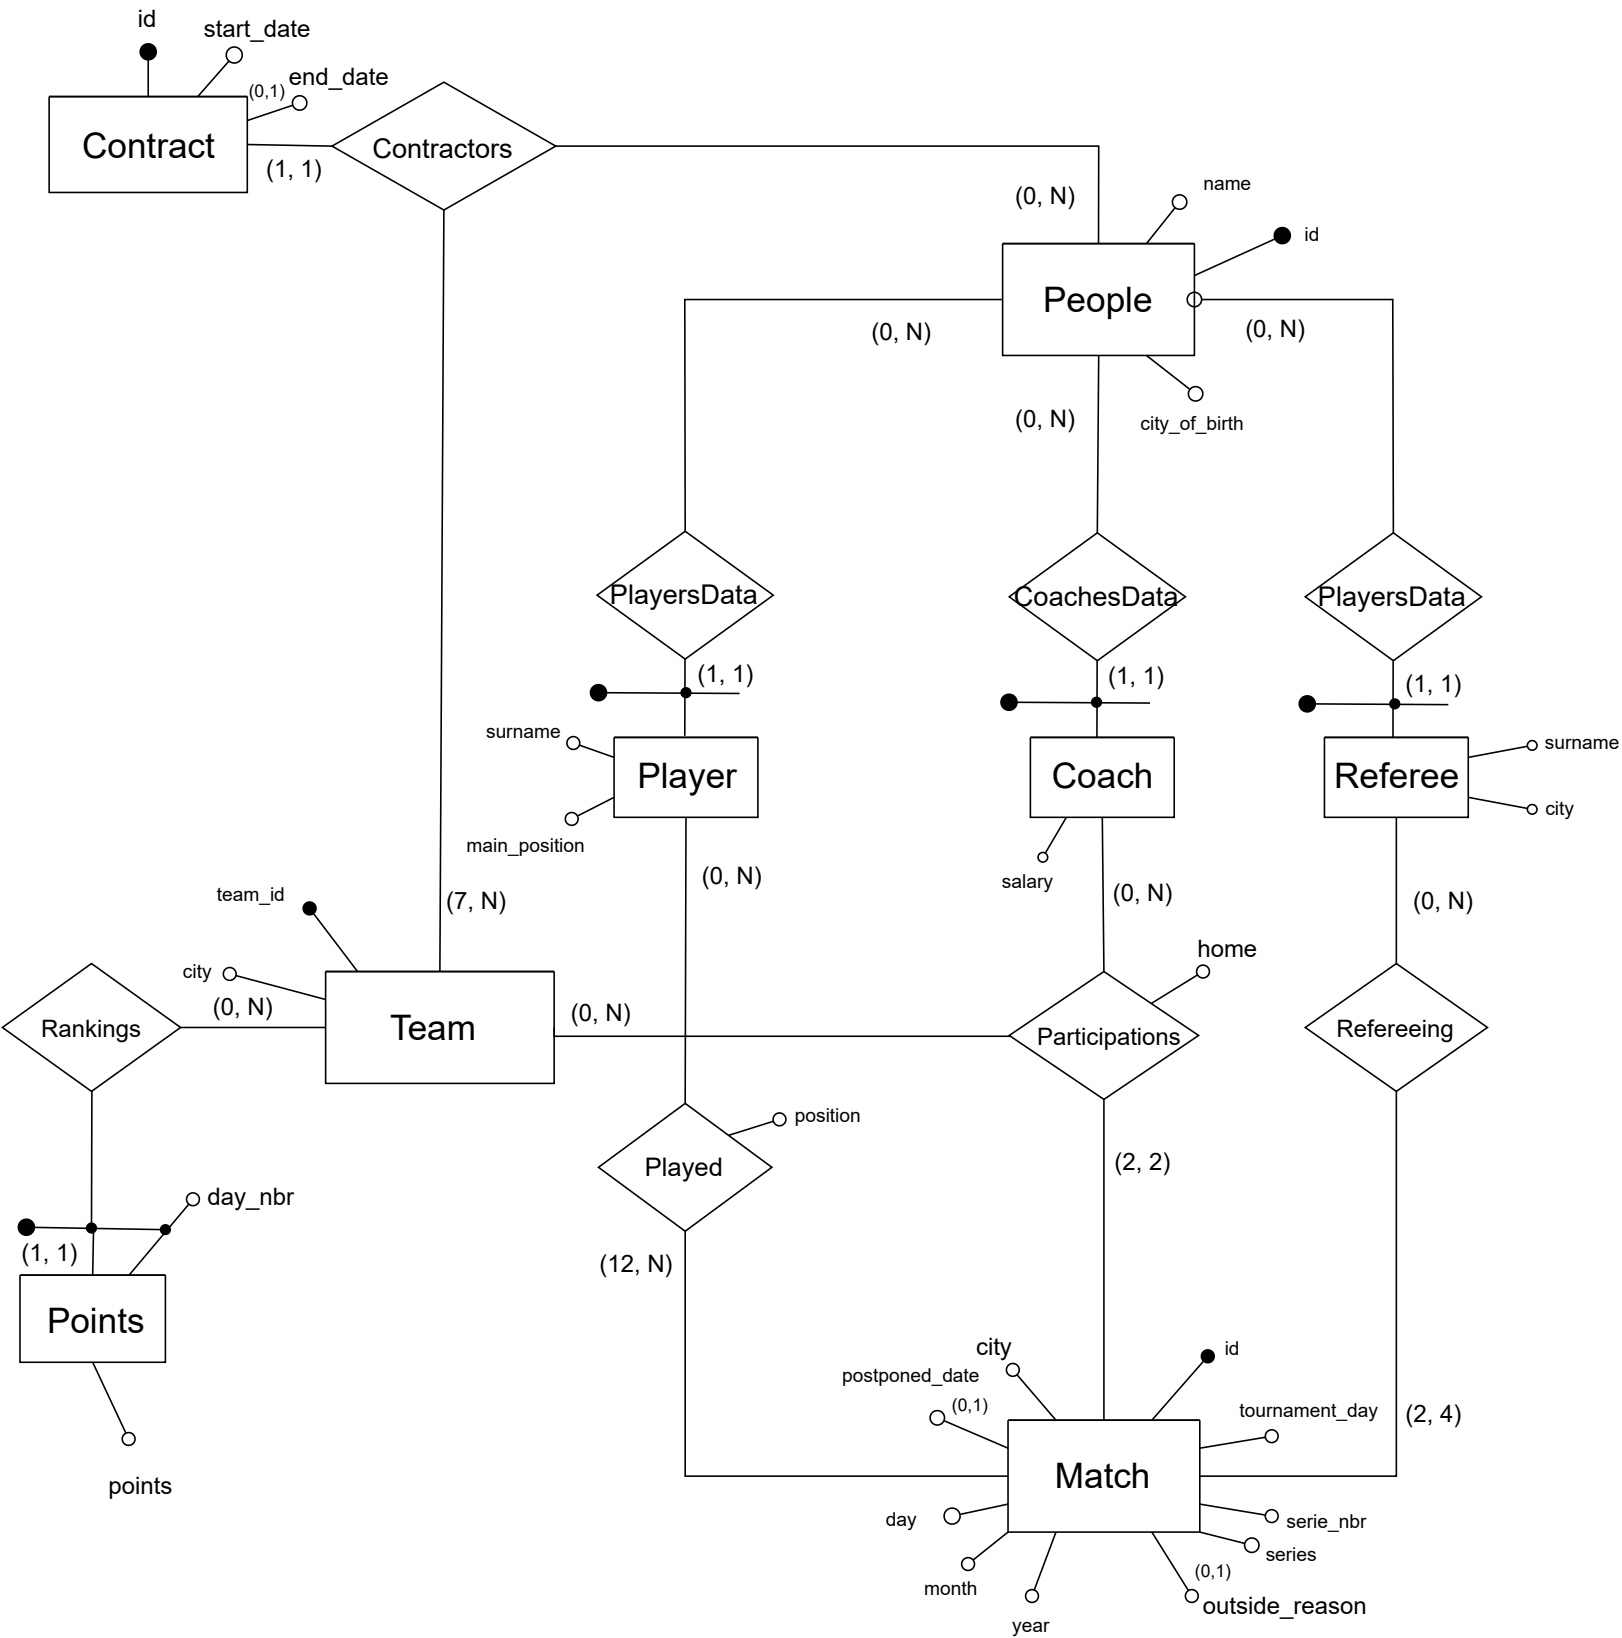 id
start_date
end_date
(0,1)
Contract
(1, 1)
Contractors
(0, N)
name
id
People
(0, N)
(0, N)
(0, N)
city_of_birth
PlayersData
CoachesData
PlayersData
(1, 1)
(1, 1)
(1, 1)
surname
Player
main_position
Coach
salary
surname
Referee
city
(0, N)
(0, N)
(0, N)
team_id
(7, N)
city
(0, N)
Rankings
Team
(0, N)
home
Participations
Refereeing
position
Played
(2, 2)
day_nbr
(1, 1)
(12, N)
Points
points
city
id
postponed_date
(0,1)
tournament_day
(2, 4)
Match
day
serie_nbr
series
month
(0,1)
year
outside_reason